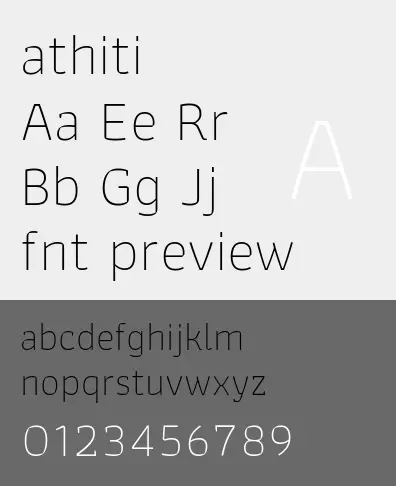 athiti
Aa Ee Rr
A
Bb Gg Jj
fnt preview
abcdefghijklm
nopqrstuvwxyz
0123456789